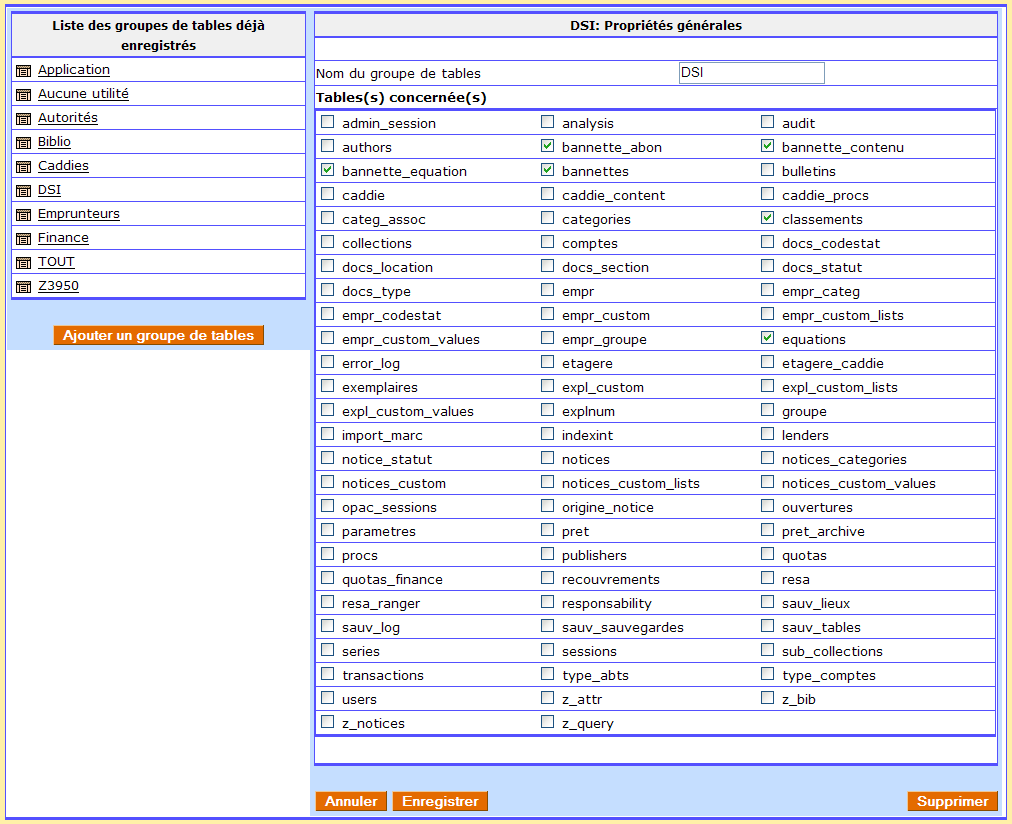 Liste des groupes de tables déjà
enregistrés
Application
Aucune utilité
Autorités
Biblio
Caddies
DSI
Emprunteurs
Finance
TOUT
Z3950
Ajouter un groupe de tables
DSI: Propriétés générales
Nom du groupe de tables DSI
Tables(s) concernée(s)
admin_session analysis audit
authors bannette_abon bannette_contenu
bannette_equation bannettes bulletins
caddie caddie_content caddie_procs
categ_assoc categories classements
collections comptes docs_codestat
docs_location docs_section docs_statut
docs_type empr empr_categ
empr_codestat empr_custom empr_custom_lists
empr_custom_values empr_groupe equations
error_log etagere etagere_caddie
exemplaires expl_custom expl_custom_lists
expl_custom_values explnum groupe
import_marc indexint lenders
notice_statut notices notices_categories
notices_custom notices_custom_lists notices_custom_values
opac_sessions origine_notice ouvertures
parametres pret pret_archive
procs publishers quotas
quotas_finance recouvrements resa
resa_ranger responsability sauv_lieux
sauv_log sauv_sauvegardes sauv_tables
series sessions sub_collections
transactions type_abts type_comptes
users z_attr z_bib
z_notices z_query
Annuler Enregistrer Supprimer